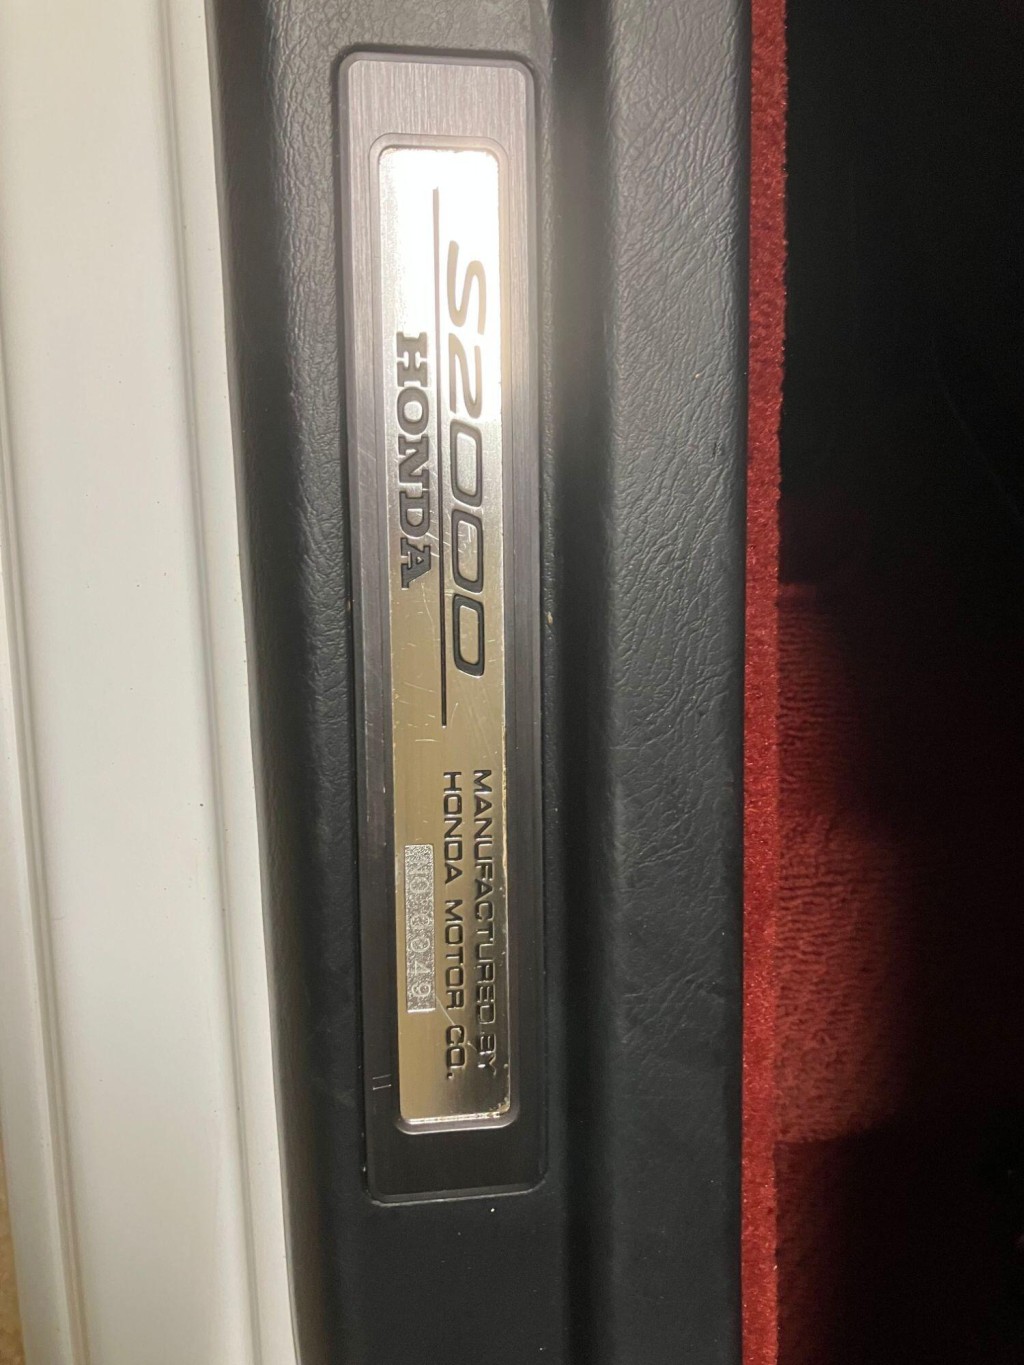 S2000
HONDA
MANUFACTURED BY
HONDA MOTOR CO.